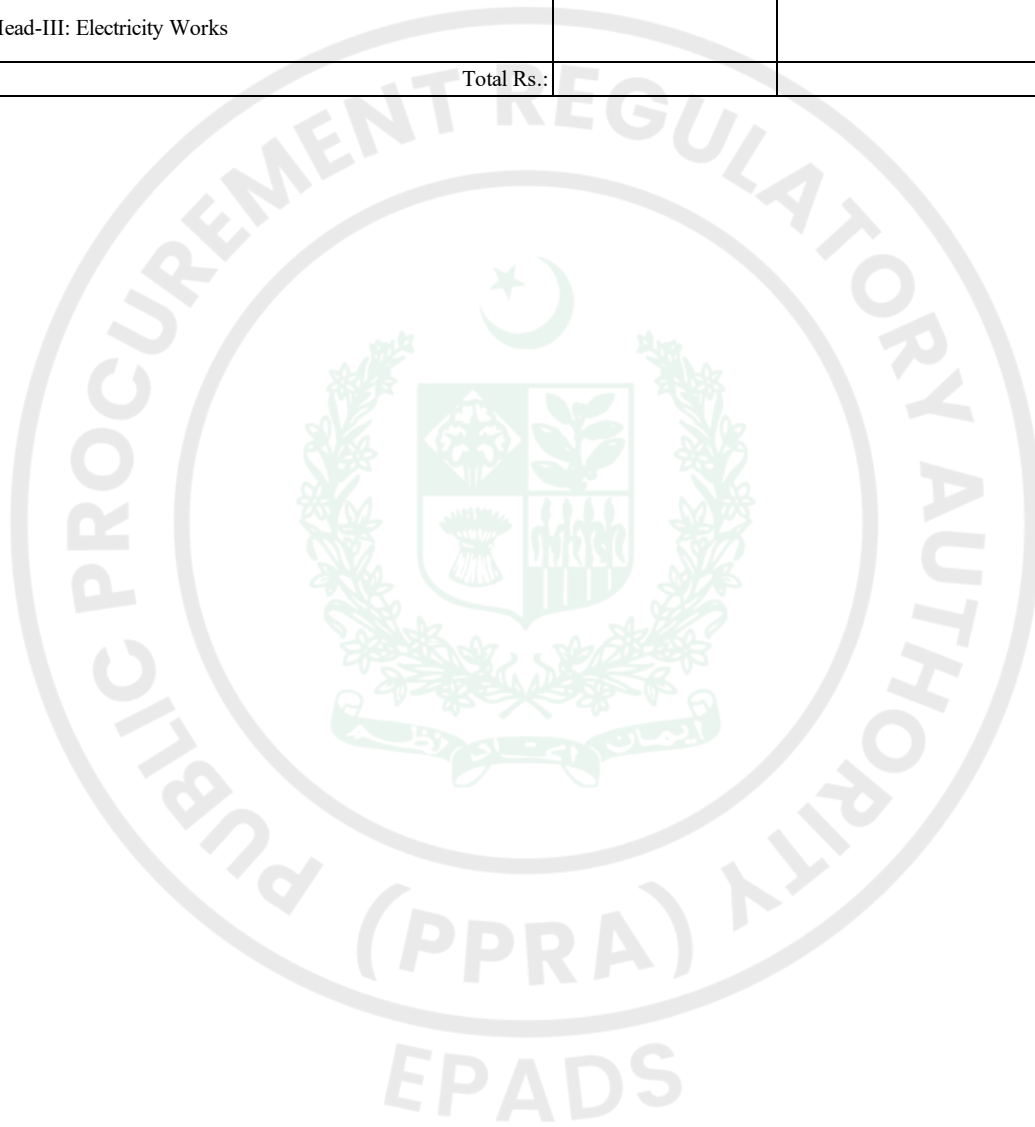 Head-III: Electricity Works
Total Rs.:
PUBLIC PROCUREMENT REGULATORY AUTHORITY
(PPRA)
EPADS